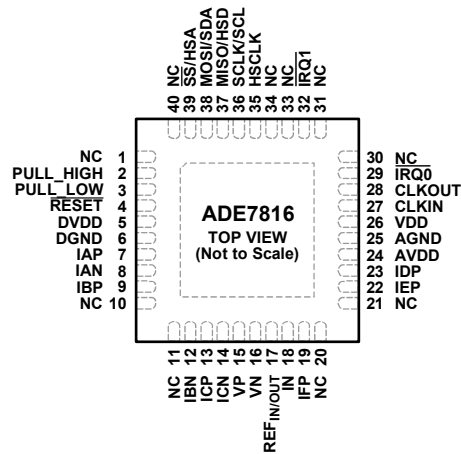 40 NC
39 SS/HSA
38 MOSI/SDA
37 MISO/HSD
36 SCLK/SCL
35 HSCLK
34 NC
33 NC
32 IRQ1
31 NC
NC 1
PULL_HIGH 2
PULL_LOW 3
RESET 4
DVDD 5
DGND 6
IAP 7
IAN 8
IBP 9
NC 10
ADE7816
TOP VIEW
(Not to Scale)
30 NC
29 IRQ0
28 CLKOUT
27 CLKIN
26 VDD
25 AGND
24 AVDD
23 IDP
22 IEP
21 NC
NC 11
IBN 12
ICP 13
ICN 14
VP 15
VN 16
REFIN/OUT 17
IN 18
IFP 19
NC 20